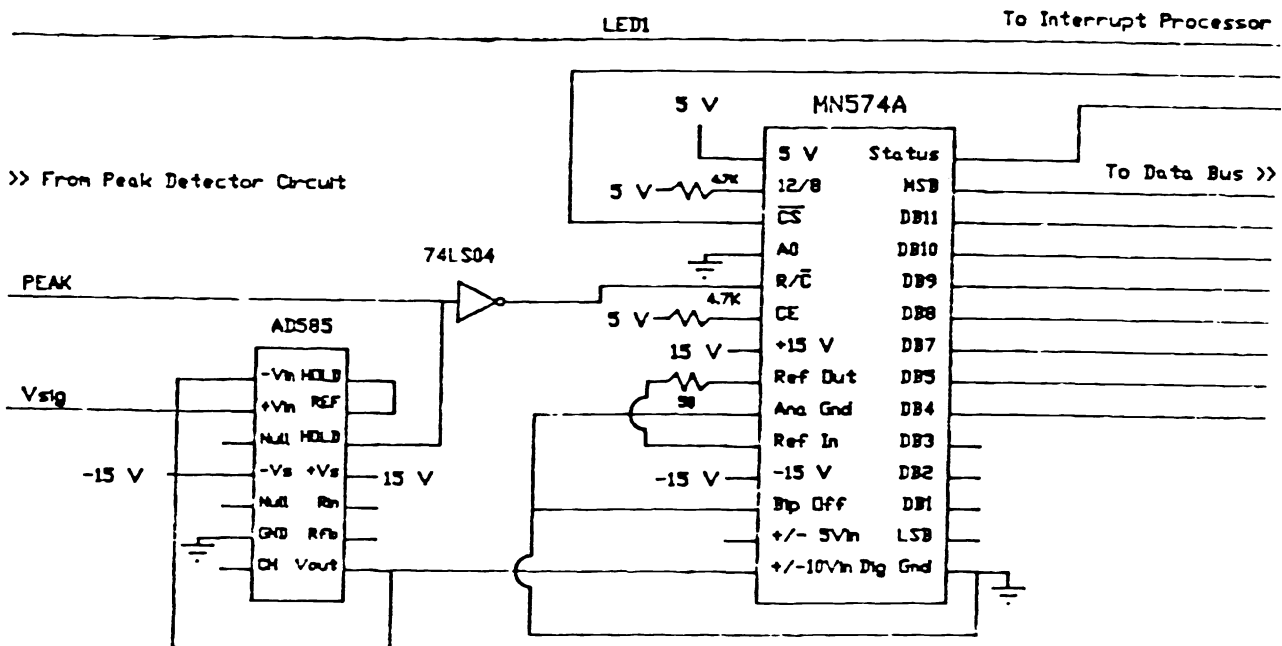 LED1
To Interrupt Processor
5 V
MN574A
>> From Peak Detector Circuit
To Data Bus >>
5 V
4.7K
5 V Status
12/8 MSB
CS DB11
A0 DB10
R/C DB9
CE DB8
+15 V DB7
Ref Out DB5
Ana Gnd DB4
Ref In DB3
-15 V DB2
Bip Off DB1
+/- 5Vin LSB
+/-10Vin Dig Gnd
74LS04
PEAK
5 V
4.7K
15 V
50
-15 V
AD585
Vsig
-Vin HOLD
+Vin REF
Null HOLD
-Vs +Vs
Null Rin
GND Rfb
CH Vout
-15 V
15 V